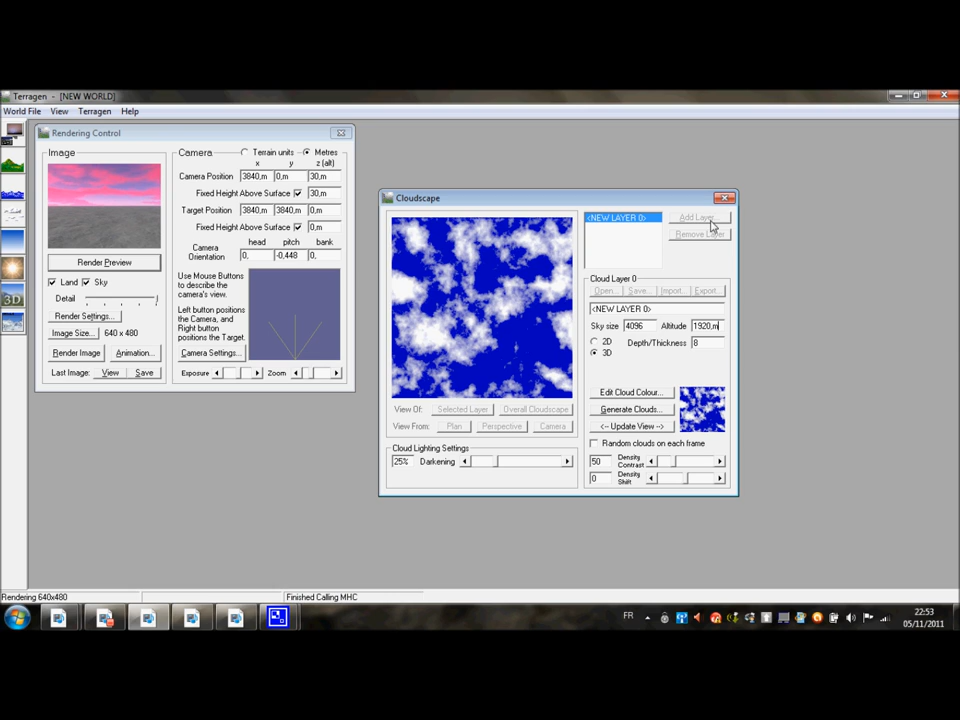 Terragen - [NEW WORLD]
World File View Terragen Help
Rendering Control
Image
Render Preview
Land Sky
Detail
Render Settings...
Image Size... 640 x 480
Render Image Animation...
Last Image: View Save
Camera Terrain units Metres
x y z (alt)
Camera Position 3840,m 0,m 30,m
Fixed Height Above Surface 30,m
Target Position 3840,m 3840,m 0,m
Fixed Height Above Surface 0,m
head pitch bank
Camera Orientation 0, -0,448 0,
Use Mouse Buttons to describe the camera's view.
Left button positions the Camera, and Right button positions the Target.
Camera Settings...
Exposure Zoom
3D
Cloudscape
<NEW LAYER 0>
Add Layer...
Remove Layer
Cloud Layer 0
Open... Save... Import... Export...
<NEW LAYER 0>
Sky size 4096 Altitude 1920,m
2D Depth/Thickness 8
3D
Edit Cloud Colour...
Generate Clouds...
<-- Update View -->
Random clouds on each frame
50 Density Contrast
0 Density Shift
View Of: Selected Layer Overall Cloudscape
View From: Plan Perspective Camera
Cloud Lighting Settings
25% Darkening
Rendering 640x480 Finished Calling MHC
FR
22:53
05/11/2011